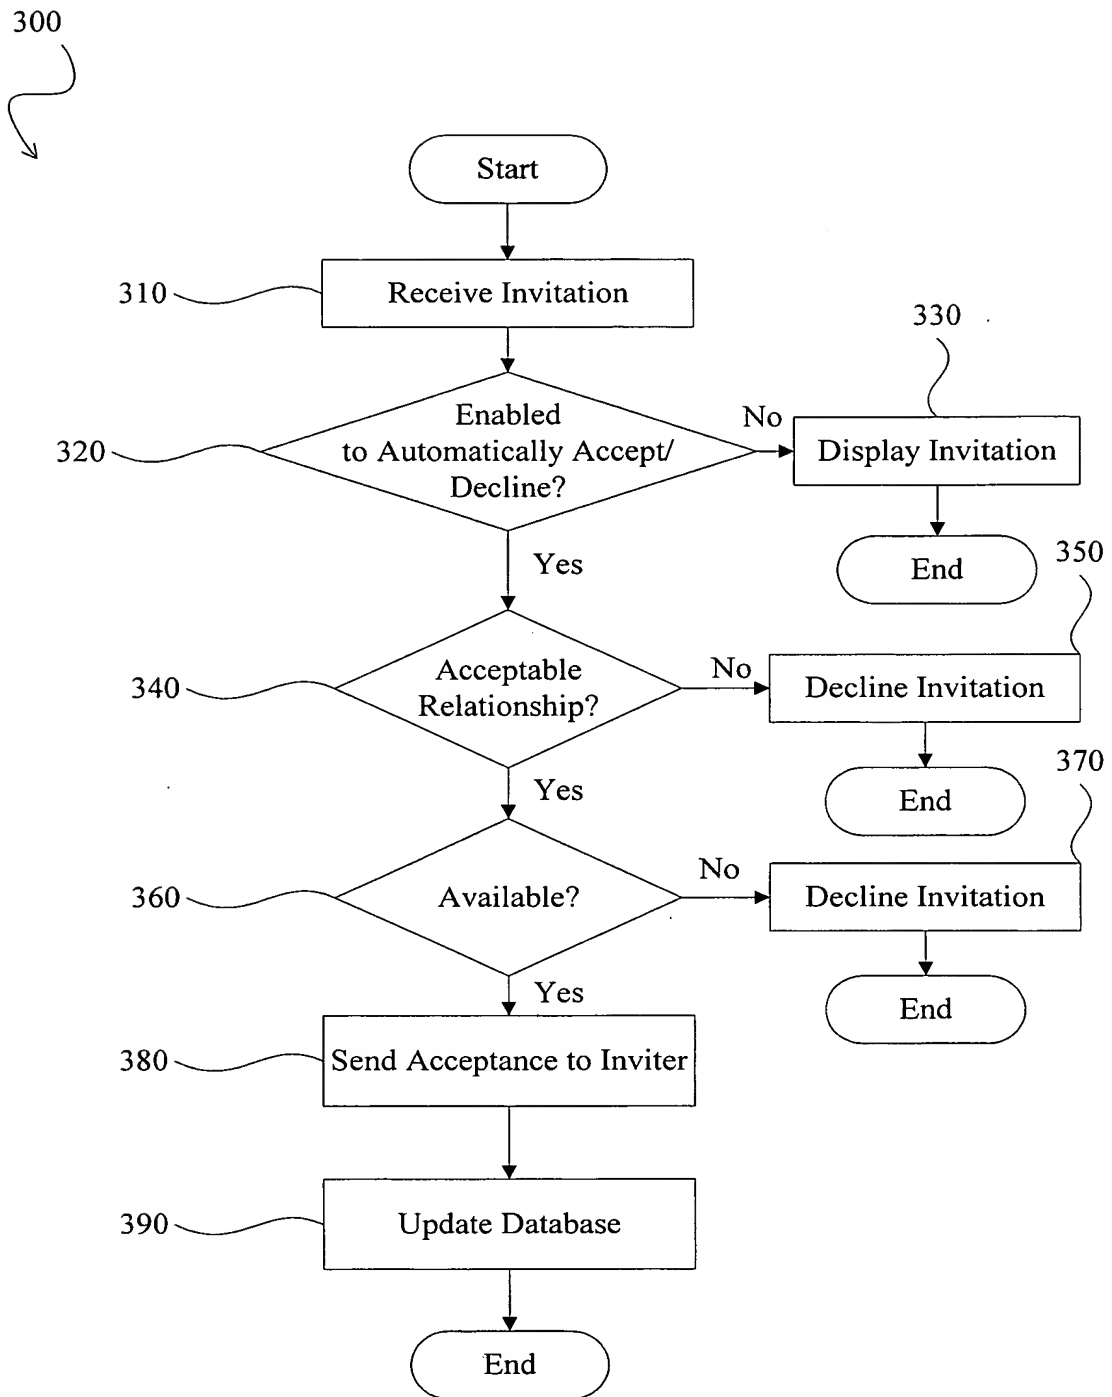 300
Start
310
Receive Invitation
330
320
Enabled
to Automatically Accept/
Decline?
No
Display Invitation
End
Yes
350
340
Acceptable
Relationship?
No
Decline Invitation
End
Yes
370
360
Available?
No
Decline Invitation
End
Yes
380
Send Acceptance to Inviter
390
Update Database
End